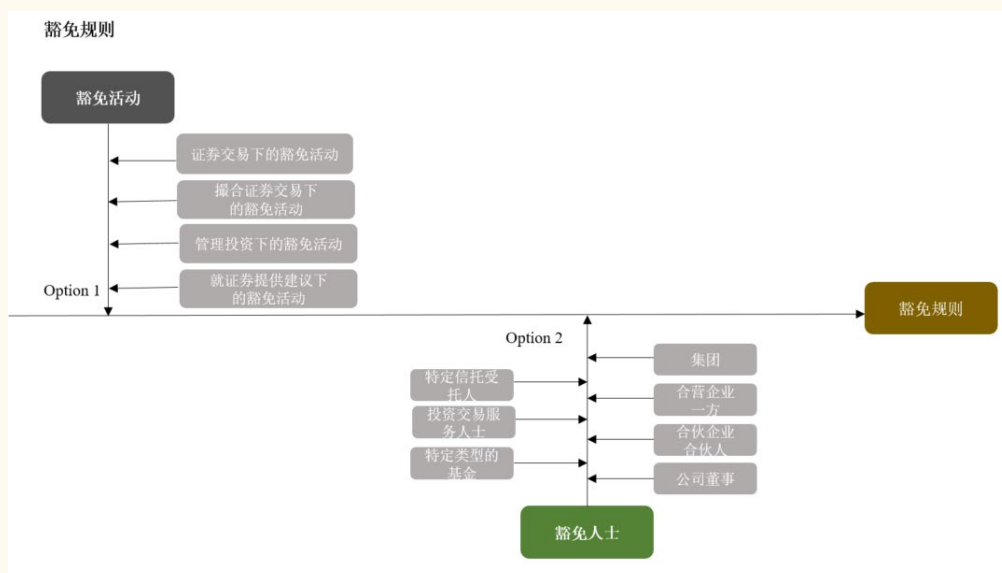 豁免规则
豁免活动
证券交易下的豁免活动
撮合证券交易下
的豁免活动
管理投资下的豁免活动
就证券提供建议下
的豁免活动
Option 1
豁免规则
Option 2
集团
特定信托受
托人
合营企业
一方
投资交易服
务人士
合伙企业
合伙人
特定类型的
基金
公司董事
豁免人士